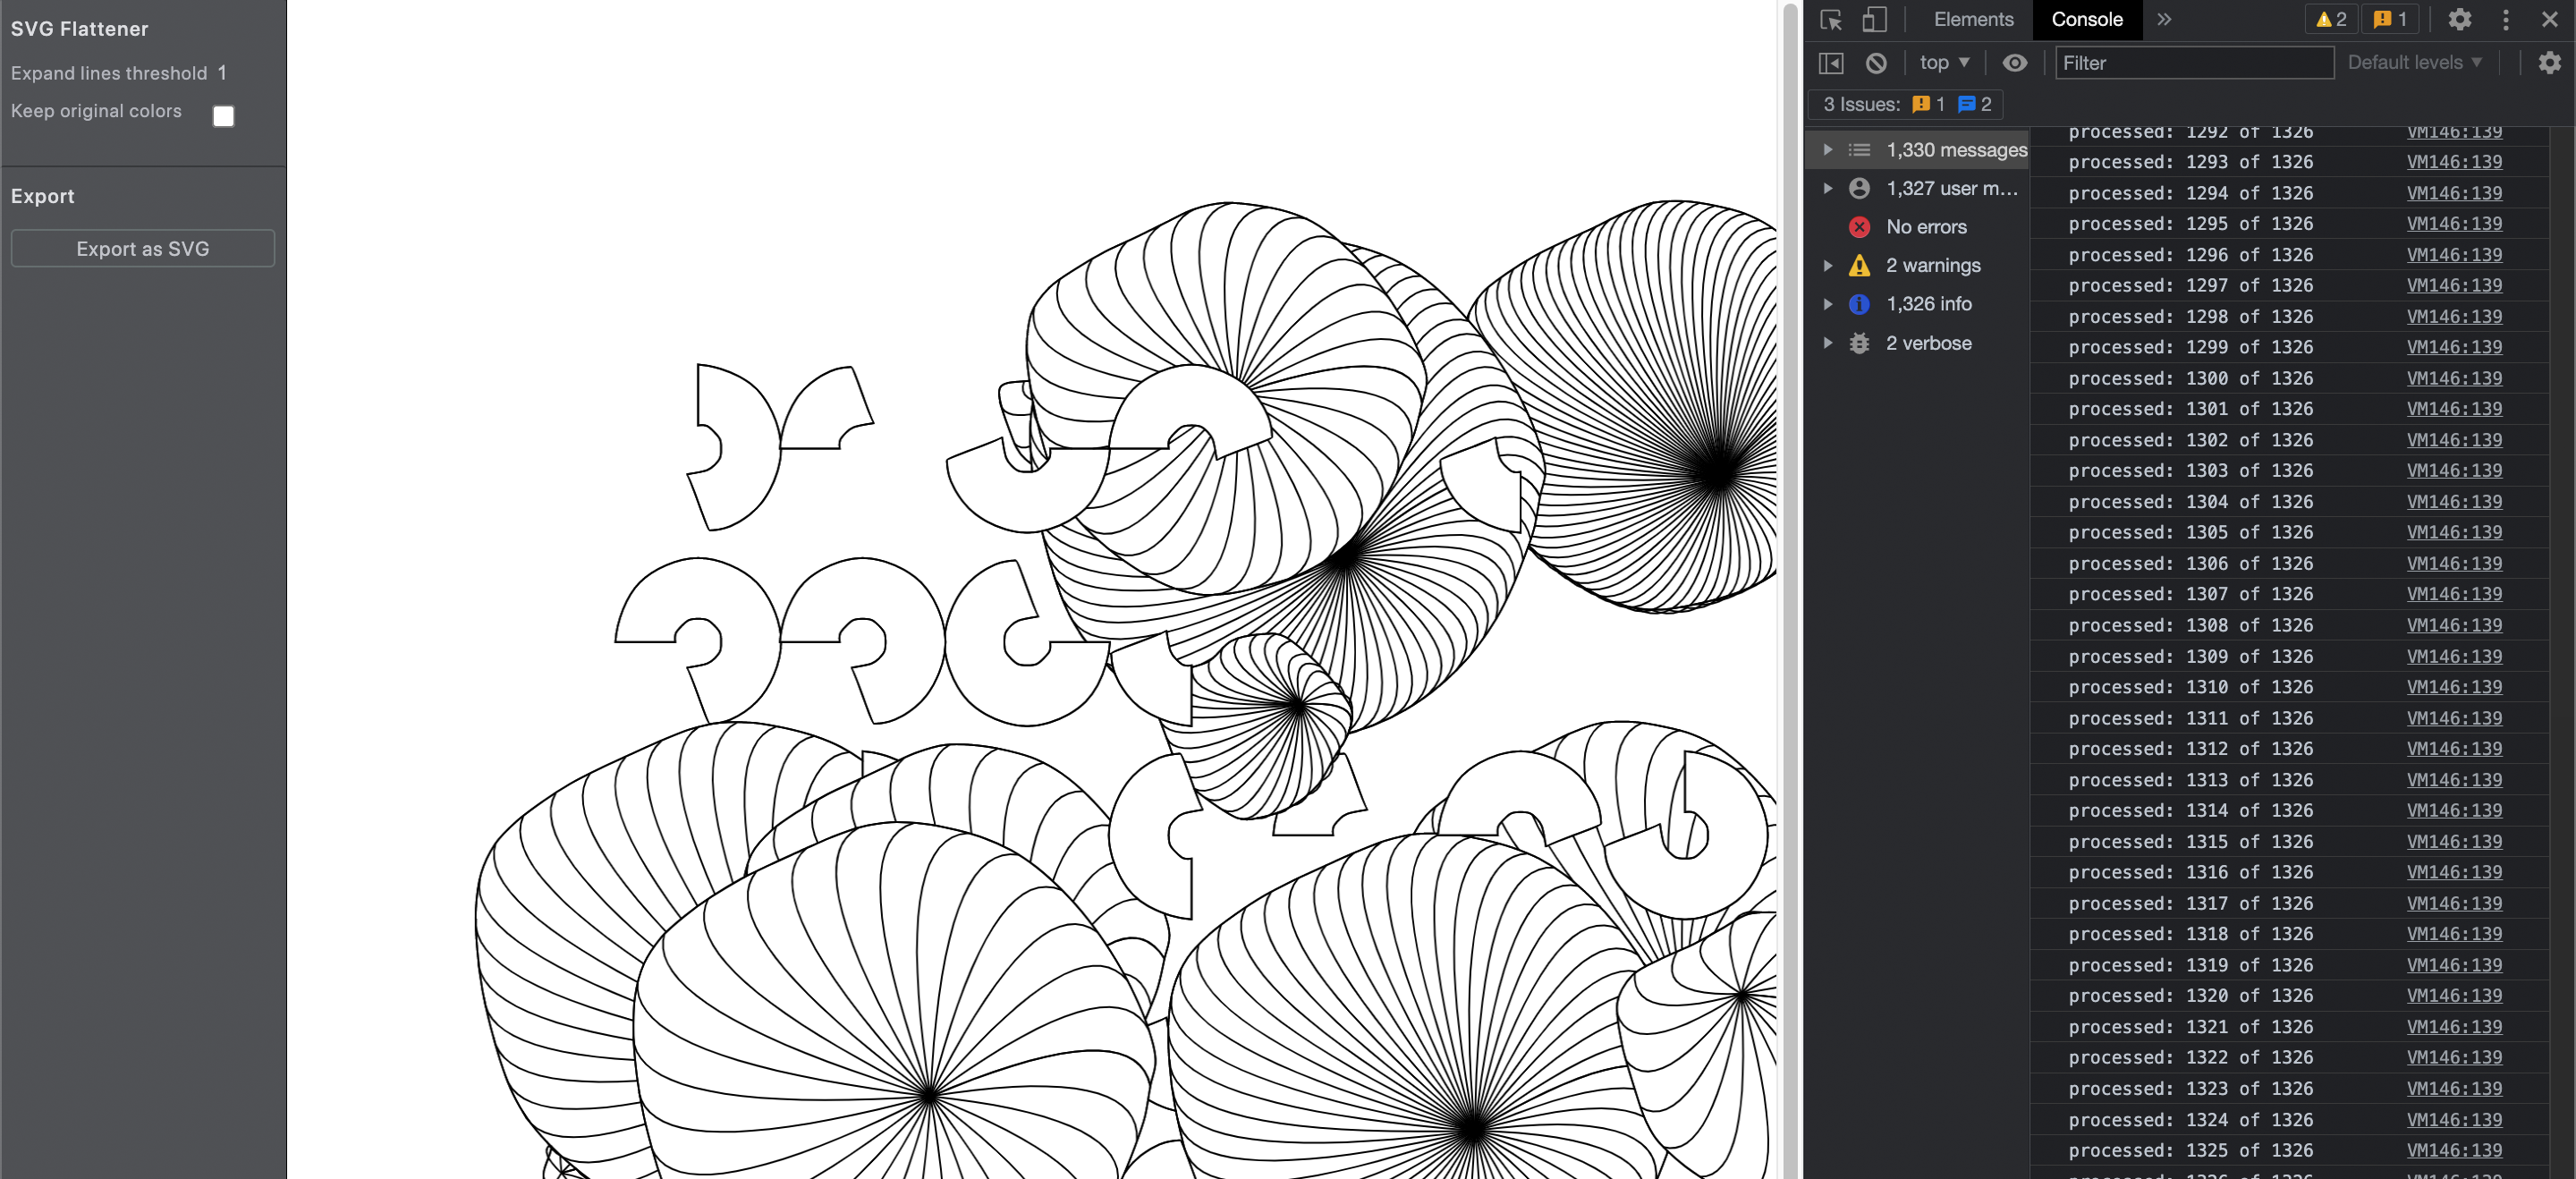 SVG Flattener
Expand lines threshold 1
Keep original colors
Export
Export as SVG
Elements
Console
2
1
top
Filter
Default levels
3 Issues: 1 2
1,330 messages
1,327 user m...
No errors
2 warnings
1,326 info
2 verbose
processed: 1292 of 1326 VM146:139
processed: 1293 of 1326 VM146:139
processed: 1294 of 1326 VM146:139
processed: 1295 of 1326 VM146:139
processed: 1296 of 1326 VM146:139
processed: 1297 of 1326 VM146:139
processed: 1298 of 1326 VM146:139
processed: 1299 of 1326 VM146:139
processed: 1300 of 1326 VM146:139
processed: 1301 of 1326 VM146:139
processed: 1302 of 1326 VM146:139
processed: 1303 of 1326 VM146:139
processed: 1304 of 1326 VM146:139
processed: 1305 of 1326 VM146:139
processed: 1306 of 1326 VM146:139
processed: 1307 of 1326 VM146:139
processed: 1308 of 1326 VM146:139
processed: 1309 of 1326 VM146:139
processed: 1310 of 1326 VM146:139
processed: 1311 of 1326 VM146:139
processed: 1312 of 1326 VM146:139
processed: 1313 of 1326 VM146:139
processed: 1314 of 1326 VM146:139
processed: 1315 of 1326 VM146:139
processed: 1316 of 1326 VM146:139
processed: 1317 of 1326 VM146:139
processed: 1318 of 1326 VM146:139
processed: 1319 of 1326 VM146:139
processed: 1320 of 1326 VM146:139
processed: 1321 of 1326 VM146:139
processed: 1322 of 1326 VM146:139
processed: 1323 of 1326 VM146:139
processed: 1324 of 1326 VM146:139
processed: 1325 of 1326 VM146:139